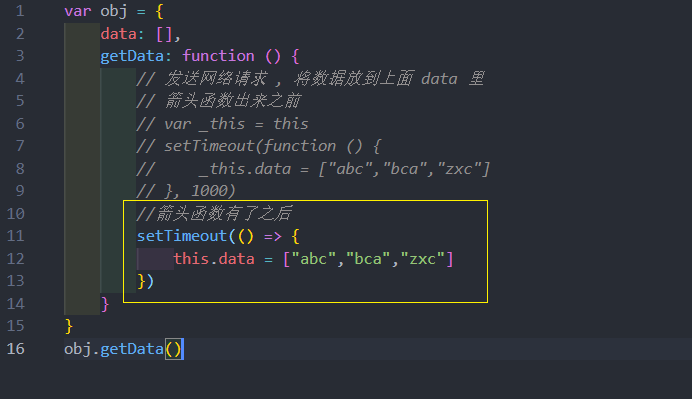 1 var obj = {
2 data: [],
3 getData: function () {
4 // 发送网络请求 , 将数据放到上面 data 里
5 // 箭头函数出来之前
6 // var _this = this
7 // setTimeout(function () {
8 //    _this.data = ["abc","bca","zxc"]
9 // }, 1000)
10 //箭头函数有了之后
11 setTimeout(() => {
12 this.data = ["abc","bca","zxc"]
13 })
14 }
15 }
16 obj.getData()